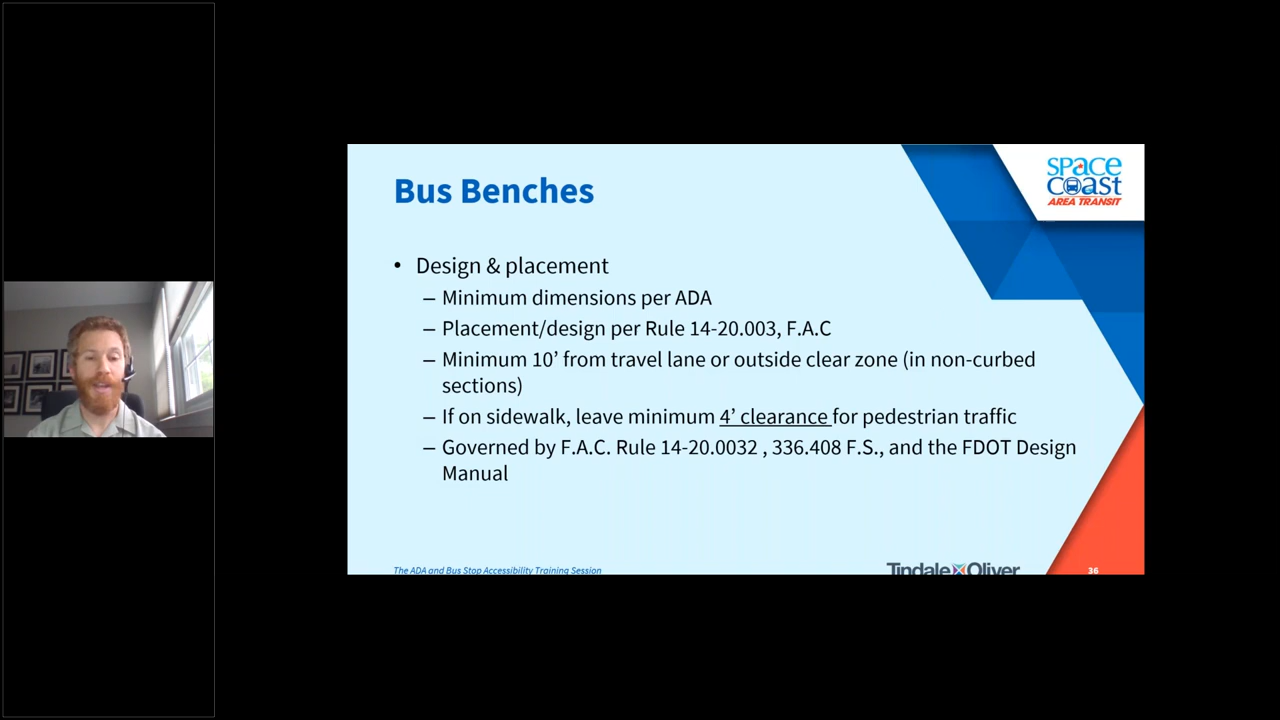 space
coast
AREA TRANSIT
Bus Benches
• Design & placement
– Minimum dimensions per ADA
– Placement/design per Rule 14-20.003, F.A.C
– Minimum 10’ from travel lane or outside clear zone (in non-curbed
sections)
– If on sidewalk, leave minimum 4’ clearance for pedestrian traffic
– Governed by F.A.C. Rule 14-20.0032 , 336.408 F.S., and the FDOT Design
Manual
The ADA and Bus Stop Accessibility Training Session
Tindale Oliver
36